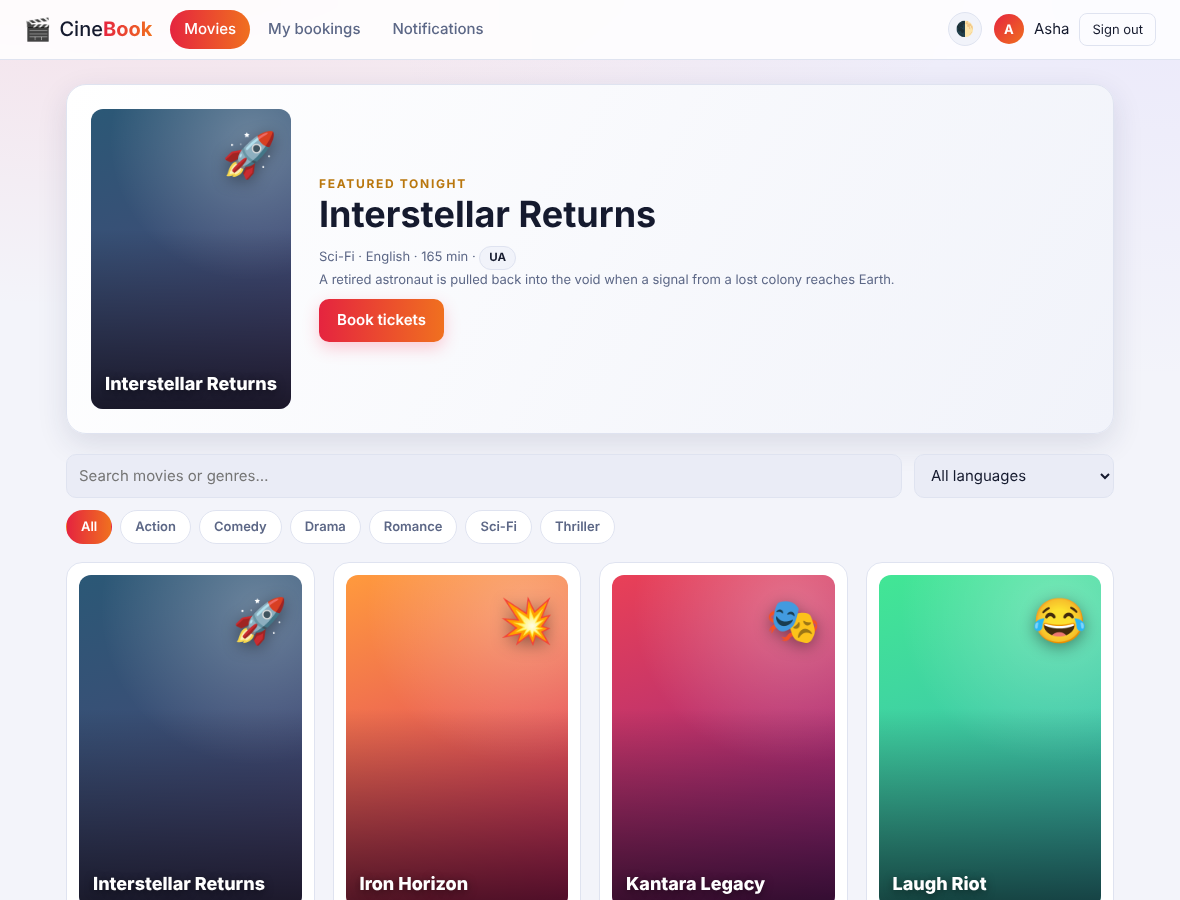 CineBook Movies My bookings Notifications A Asha Sign out
Interstellar Returns
FEATURED TONIGHT
Interstellar Returns
Sci-Fi · English · 165 min · UA
A retired astronaut is pulled back into the void when a signal from a lost colony reaches Earth.
Book tickets
Search movies or genres... All languages
All Action Comedy Drama Romance Sci-Fi Thriller
Interstellar Returns Iron Horizon Kantara Legacy Laugh Riot